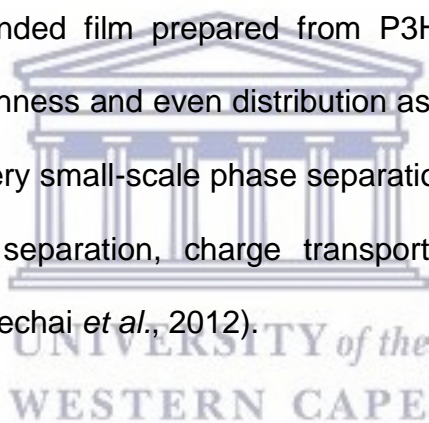 nded film prepared from P3H
nness and even distribution as
ery small-scale phase separatio
separation, charge transport
echai et al., 2012).
UNIVERSITY of the
WESTERN CAPE